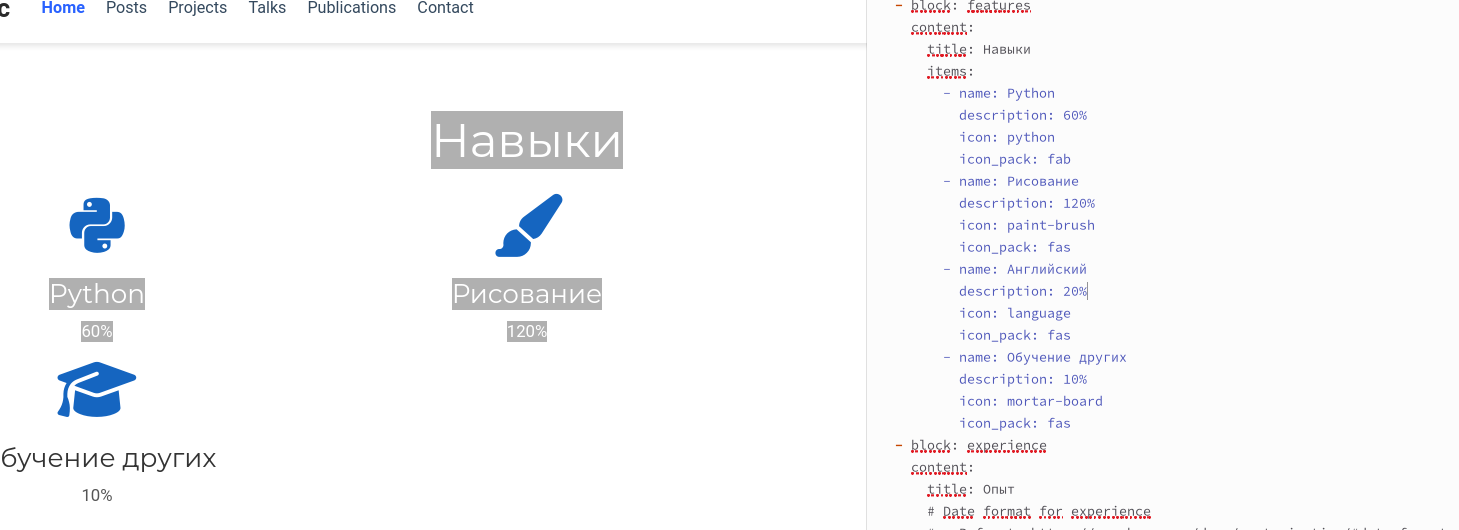 с Home Posts Projects Talks Publications Contact
Навыки
Python Рисование
60% 120%
бучение других
10%
- block: features
content:
title: Навыки
items:
- name: Python
description: 60%
icon: python
icon_pack: fab
- name: Рисование
description: 120%
icon: paint-brush
icon_pack: fas
- name: Английский
description: 20%
icon: language
icon_pack: fas
- name: Обучение других
description: 10%
icon: mortar-board
icon_pack: fas
- block: experience
content:
title: Опыт
# Date format for experience